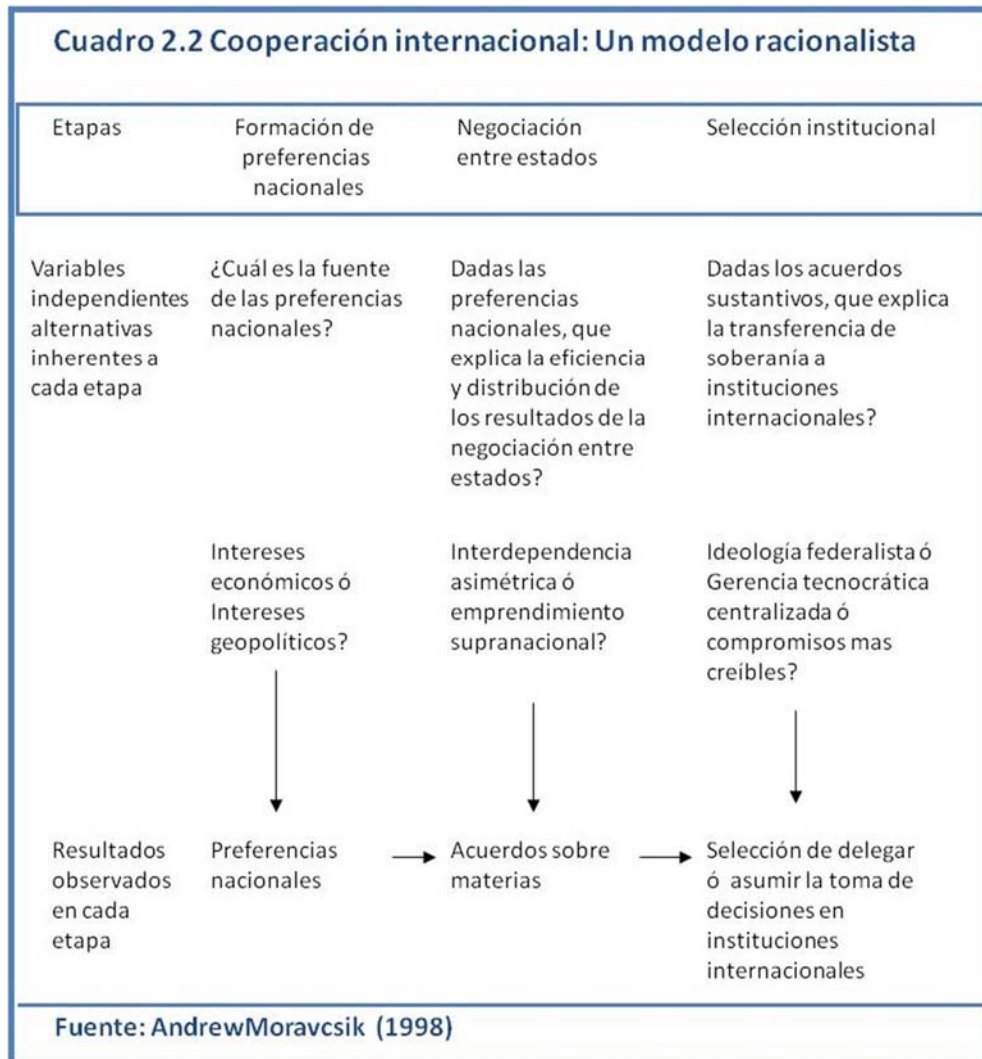 Cuadro 2.2 Cooperación internacional: Un modelo racionalista
Etapas
Formación de
preferencias
nacionales
Negociación
entre estados
Selección institucional
Variables
independientes
alternativas
inherentes a
cada etapa
¿Cuál es la fuente
de las preferencias
nacionales?
Dadas las
preferencias
nacionales, que
explica la eficiencia
y distribución de
los resultados de la
negociación entre
estados?
Dadas los acuerdos
sustantivos, que explica
la transferencia de
soberanía a
instituciones
internacionales?
Intereses
económicos ó
Intereses
geopolíticos?
Interdependencia
asimétrica ó
emprendimiento
supranacional?
Ideología federalista ó
Gerencia tecnocrática
centralizada ó
compromisos mas
creíbles?
Resultados
observados
en cada
etapa
Preferencias
nacionales
Acuerdos sobre
materias
Selección de delegar
ó asumir la toma de
decisiones en
instituciones
internacionales
Fuente: AndrewMoravcsik (1998)